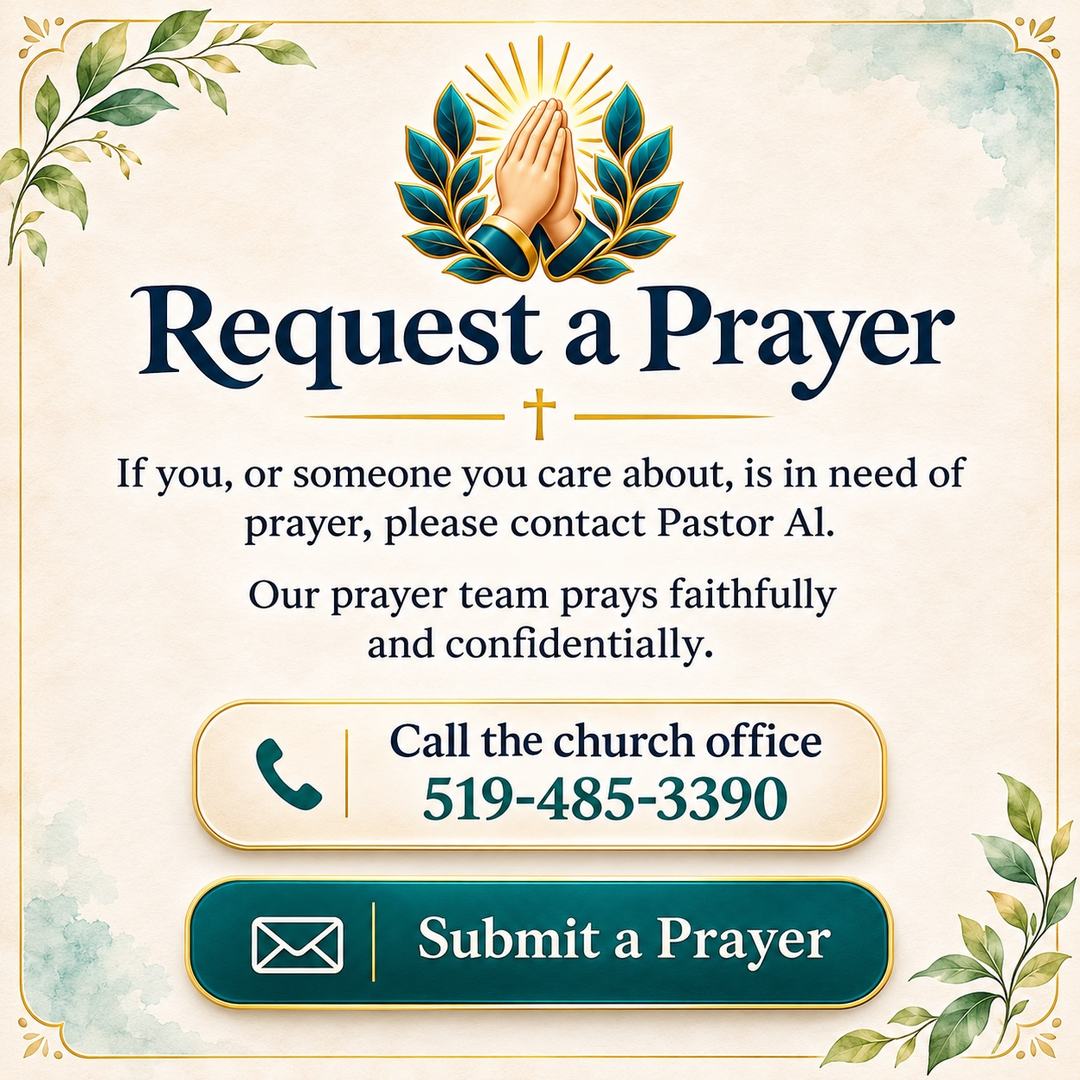 Request a Prayer
If you, or someone you care about, is in need of
prayer, please contact Pastor Al.
Our prayer team prays faithfully
and confidentially.
Call the church office
519-485-3390
Submit a Prayer